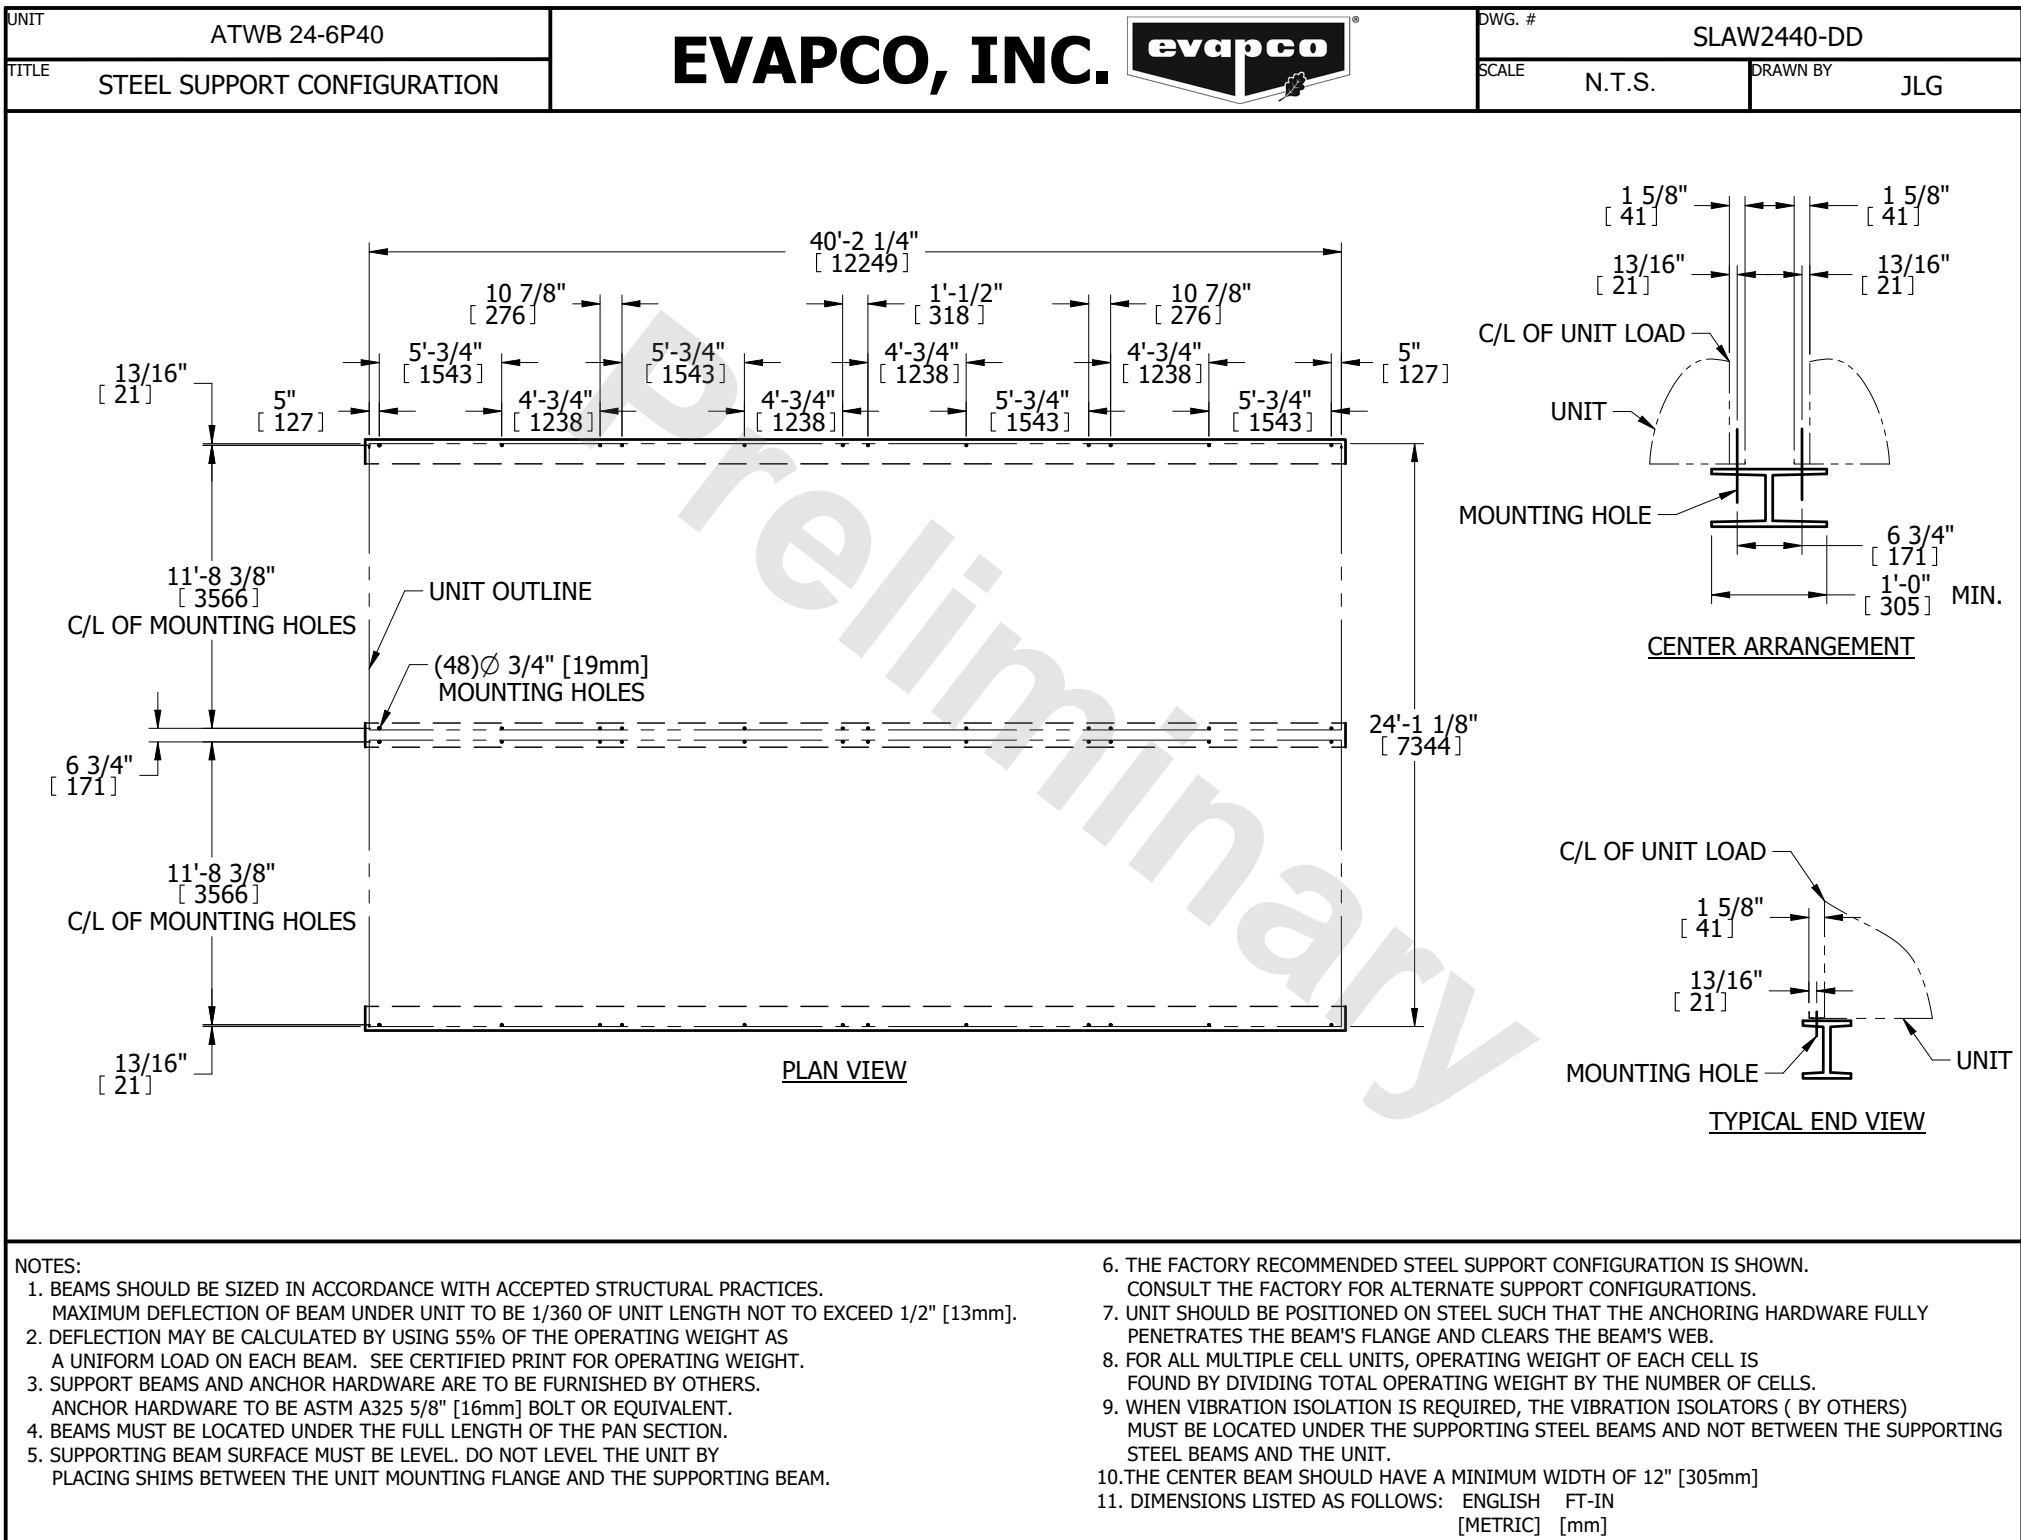 UNIT
ATWB 24-6P40
TITLE
STEEL SUPPORT CONFIGURATION
EVAPCO, INC.
evapco
®
DWG. #
SLAW2440-DD
SCALE
N.T.S.
DRAWN BY
JLG
40'-2 1/4"
[ 12249]
10 7/8"
[ 276]
1'-1/2"
[ 318 ]
10 7/8"
[ 276]
5'-3/4"
[ 1543]
5'-3/4"
[ 1543]
4'-3/4"
[ 1238]
4'-3/4"
[ 1238]
5"
[ 127]
13/16"
[ 21]
5"
[ 127]
4'-3/4"
[ 1238]
4'-3/4"
[ 1238]
5'-3/4"
[ 1543]
5'-3/4"
[ 1543]
11'-8 3/8"
[ 3566]
C/L OF MOUNTING HOLES
UNIT OUTLINE
(48)Ø 3/4" [19mm]
MOUNTING HOLES
6 3/4"
[ 171]
24'-1 1/8"
[ 7344]
11'-8 3/8"
[ 3566]
C/L OF MOUNTING HOLES
13/16"
[ 21]
PLAN VIEW
Preliminary
1 5/8"
[ 41]
1 5/8"
[ 41]
13/16"
[ 21]
13/16"
[ 21]
C/L OF UNIT LOAD
UNIT
MOUNTING HOLE
6 3/4"
[ 171]
1'-0"
[ 305] MIN.
CENTER ARRANGEMENT
C/L OF UNIT LOAD
1 5/8"
[ 41]
13/16"
[ 21]
MOUNTING HOLE
UNIT
TYPICAL END VIEW
NOTES:
1. BEAMS SHOULD BE SIZED IN ACCORDANCE WITH ACCEPTED STRUCTURAL PRACTICES.
MAXIMUM DEFLECTION OF BEAM UNDER UNIT TO BE 1/360 OF UNIT LENGTH NOT TO EXCEED 1/2" [13mm].
2. DEFLECTION MAY BE CALCULATED BY USING 55% OF THE OPERATING WEIGHT AS
A UNIFORM LOAD ON EACH BEAM. SEE CERTIFIED PRINT FOR OPERATING WEIGHT.
3. SUPPORT BEAMS AND ANCHOR HARDWARE ARE TO BE FURNISHED BY OTHERS.
ANCHOR HARDWARE TO BE ASTM A325 5/8" [16mm] BOLT OR EQUIVALENT.
4. BEAMS MUST BE LOCATED UNDER THE FULL LENGTH OF THE PAN SECTION.
5. SUPPORTING BEAM SURFACE MUST BE LEVEL. DO NOT LEVEL THE UNIT BY
PLACING SHIMS BETWEEN THE UNIT MOUNTING FLANGE AND THE SUPPORTING BEAM.
6. THE FACTORY RECOMMENDED STEEL SUPPORT CONFIGURATION IS SHOWN.
CONSULT THE FACTORY FOR ALTERNATE SUPPORT CONFIGURATIONS.
7. UNIT SHOULD BE POSITIONED ON STEEL SUCH THAT THE ANCHORING HARDWARE FULLY
PENETRATES THE BEAM'S FLANGE AND CLEARS THE BEAM'S WEB.
8. FOR ALL MULTIPLE CELL UNITS, OPERATING WEIGHT OF EACH CELL IS
FOUND BY DIVIDING TOTAL OPERATING WEIGHT BY THE NUMBER OF CELLS.
9. WHEN VIBRATION ISOLATION IS REQUIRED, THE VIBRATION ISOLATORS ( BY OTHERS)
MUST BE LOCATED UNDER THE SUPPORTING STEEL BEAMS AND NOT BETWEEN THE SUPPORTING
STEEL BEAMS AND THE UNIT.
10.THE CENTER BEAM SHOULD HAVE A MINIMUM WIDTH OF 12" [305mm]
11. DIMENSIONS LISTED AS FOLLOWS: ENGLISH FT-IN
[METRIC] [mm]